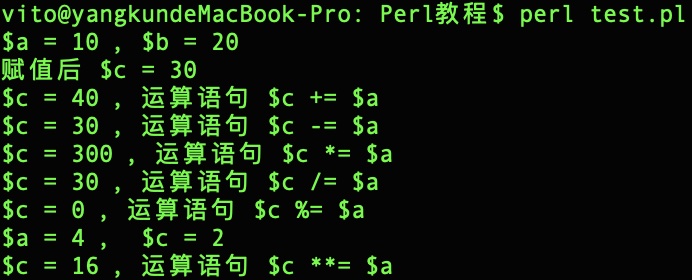 vito@yangkundeMacBook-Pro: Perl教程$ perl test.pl
$a = 10 , $b = 20
赋值后 $c = 30
$c = 40 , 运算语句 $c += $a
$c = 30 , 运算语句 $c -= $a
$c = 300 , 运算语句 $c *= $a
$c = 30 , 运算语句 $c /= $a
$c = 0 , 运算语句 $c %= $a
$a = 4 ,  $c = 2
$c = 16 , 运算语句 $c **= $a